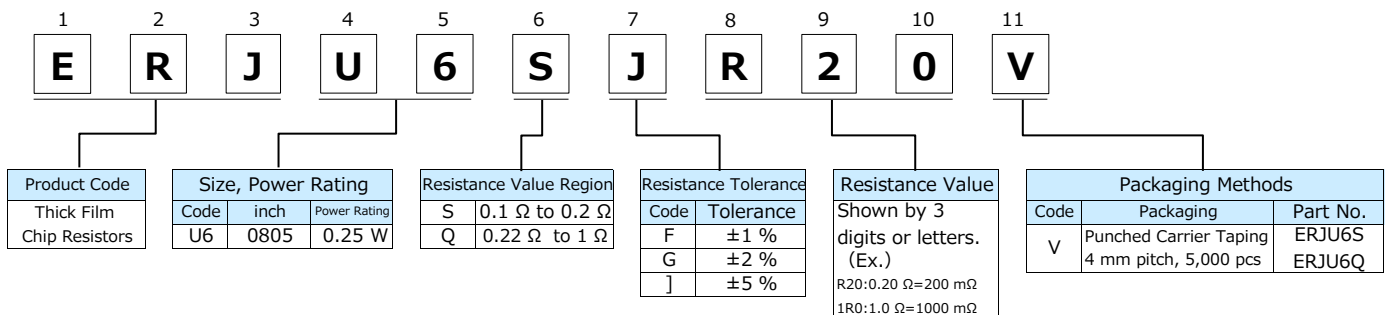 1 2 3 4 5 6 7 8 9 10 11
E R J U 6 S J R 2 0 V
Product Code
Thick Film
Chip Resistors
Size, Power Rating
Code inch Power Rating
U6 0805 0.25 W
Resistance Value Region
S 0.1 Ω to 0.2 Ω
Q 0.22 Ω to 1 Ω
Resistance Tolerance
Code Tolerance
F ±1 %
G ±2 %
] ±5 %
Resistance Value
Shown by 3
digits or letters.
(Ex.)
R20:0.20 Ω=200 mΩ
1R0:1.0 Ω=1000 mΩ
Packaging Methods
Code Packaging Part No.
V Punched Carrier Taping ERJU6S
4 mm pitch, 5,000 pcs ERJU6Q